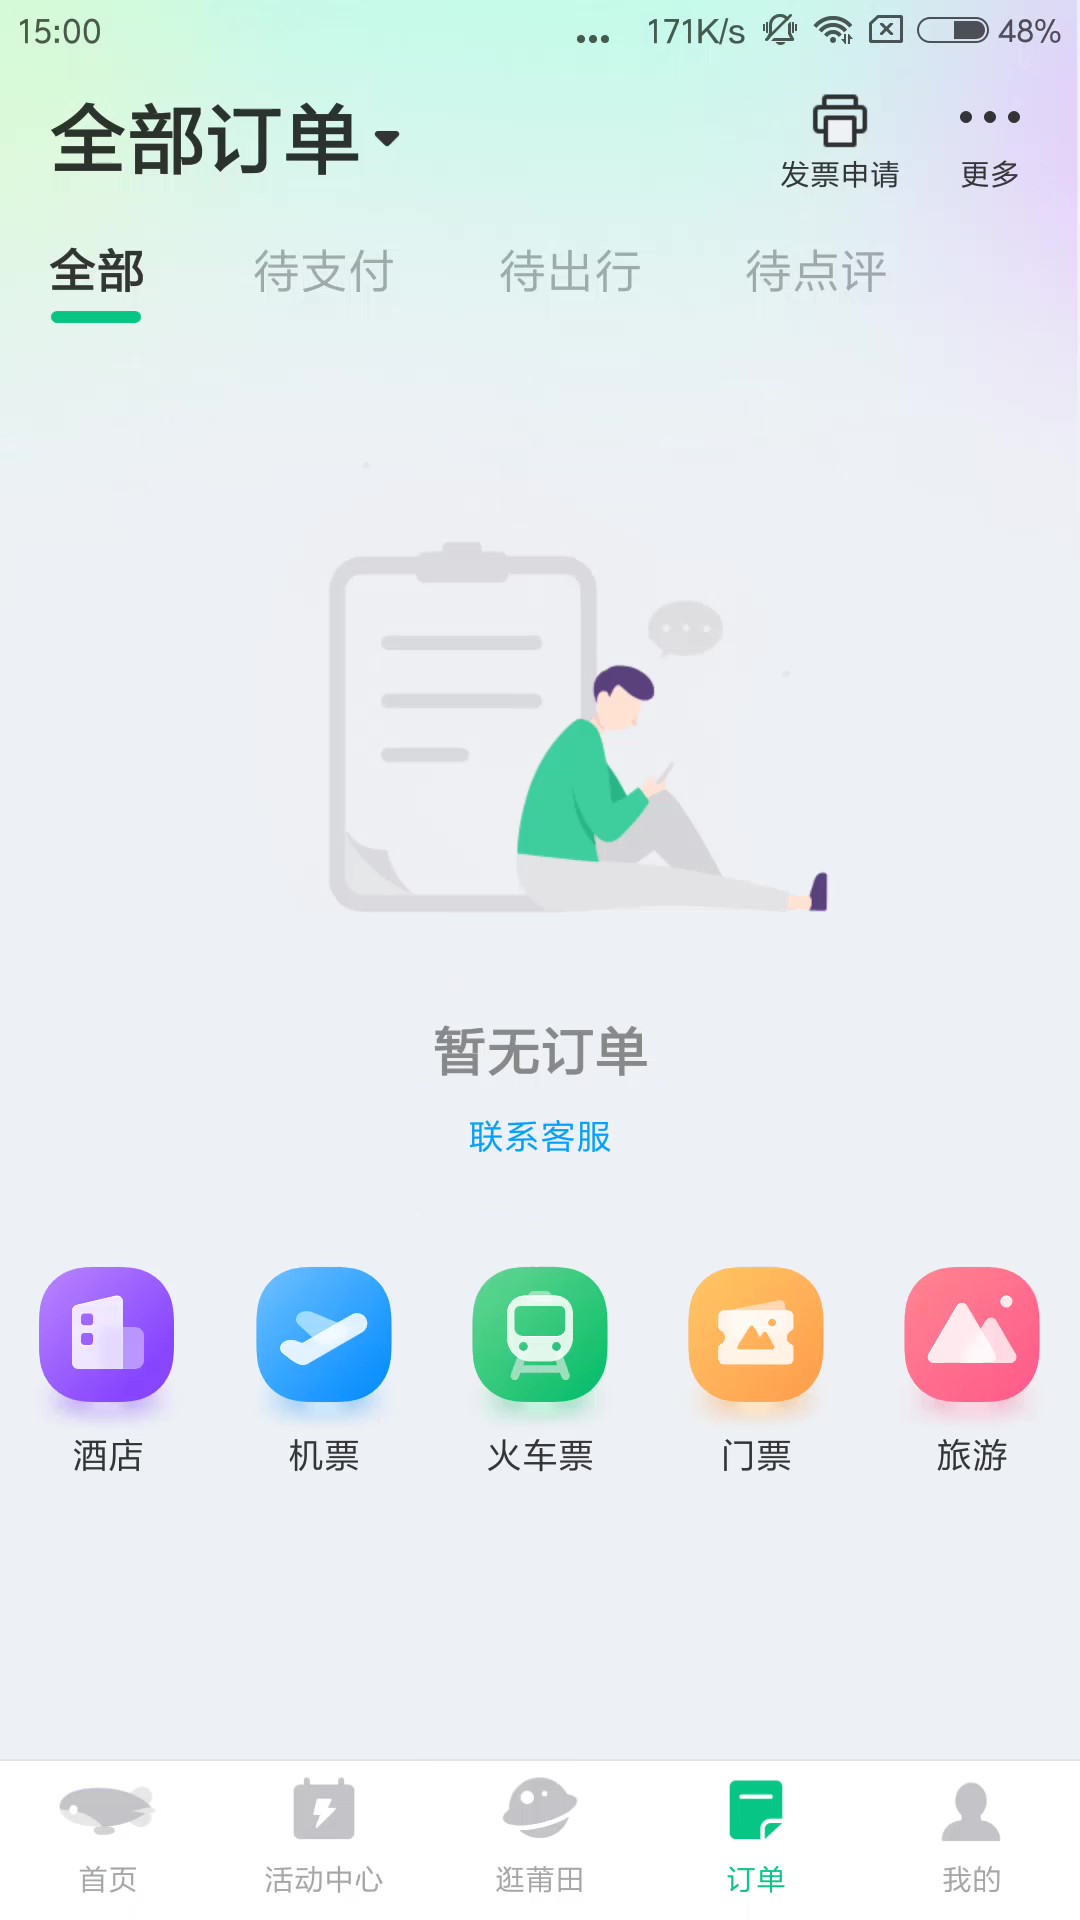 15:00
171K/s
48%
全部订单
发票申请
更多
全部
待支付
待出行
待点评
暂无订单
联系客服
酒店
机票
火车票
门票
旅游
首页
活动中心
逛莆田
订单
我的